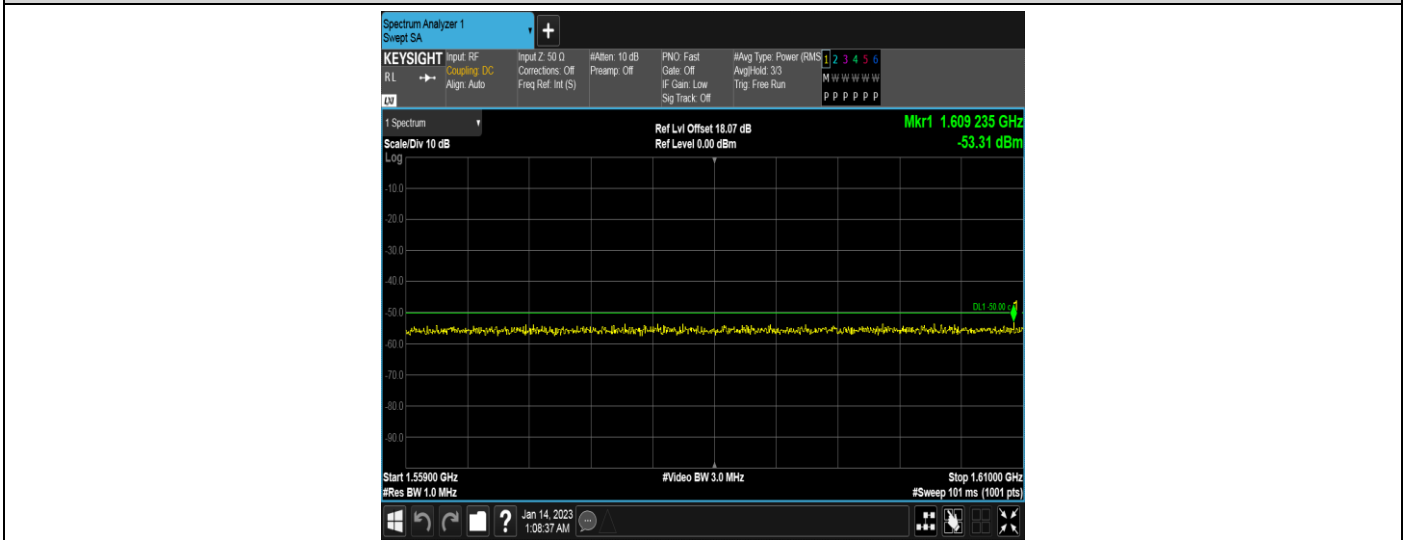 Spectrum Analyzer 1
Swept SA
+
KEYSIGHT
RL
LXI
Input: RF
Coupling: DC
Align: Auto
Input Z: 50 Ω
Corrections: Off
Freq Ref: Int (S)
#Atten: 10 dB
Preamp: Off
PNO: Fast
Gate: Off
IF Gain: Low
Sig Track: Off
#Avg Type: Power (RMS
Avg|Hold: 3/3
Trig: Free Run
1 2 3 4 5 6
M W W W W W
P P P P P P
1 Spectrum
Scale/Div 10 dB
Ref Lvl Offset 18.07 dB
Ref Level 0.00 dBm
Mkr1 1.609 235 GHz
-53.31 dBm
Log
-10.0
-20.0
-30.0
-40.0
DL1 -50.00
-50.0
-60.0
-70.0
-80.0
-90.0
Start 1.55900 GHz
#Res BW 1.0 MHz
#Video BW 3.0 MHz
Stop 1.61000 GHz
#Sweep 101 ms (1001 pts)
?
Jan 14, 2023
1:08:37 AM